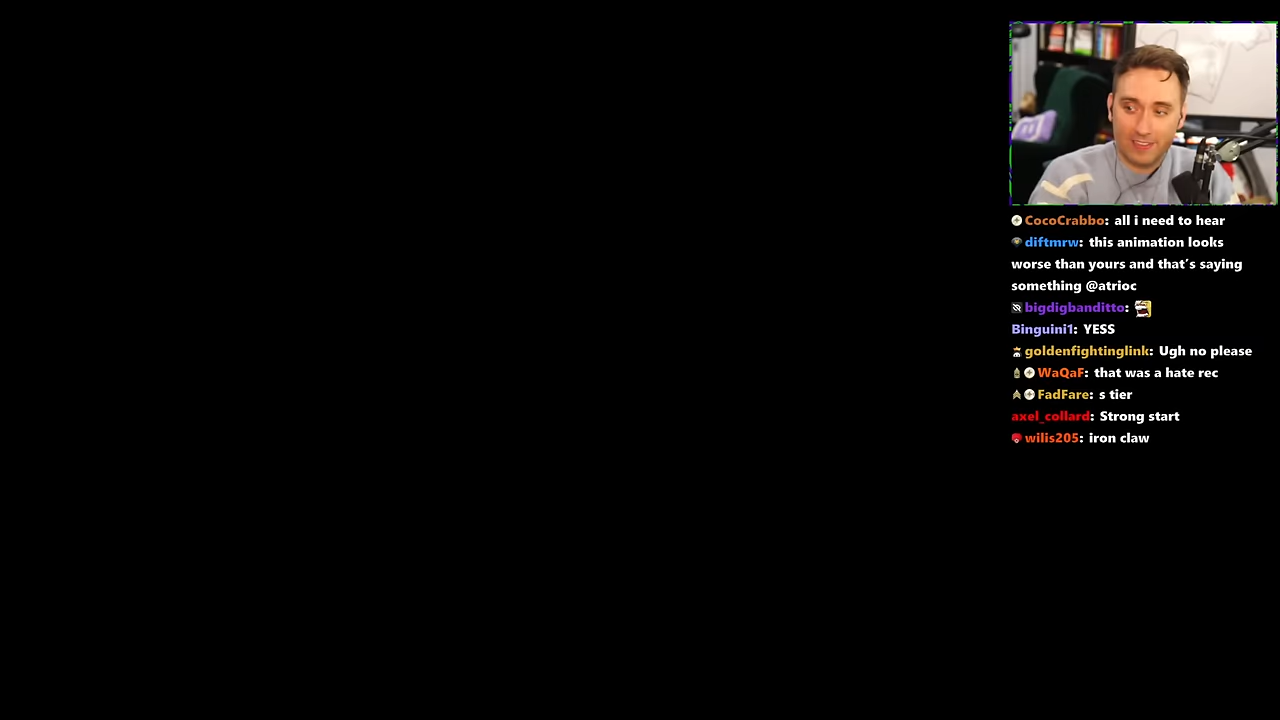 CocoCrabbo: all i need to hear
diftmrw: this animation looks
worse than yours and that's saying
something @atrioc
bigdigbanditto:
Binguini1: YESS
goldenfightinglink: Ugh no please
WaQaF: that was a hate rec
FadFare: s tier
axel_collard: Strong start
wilis205: iron claw